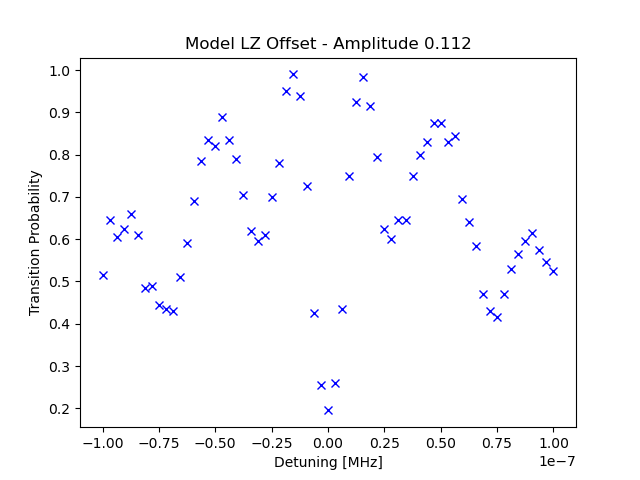 Model LZ Offset - Amplitude 0.112
Transition Probability
1.0
0.9
0.8
0.7
0.6
0.5
0.4
0.3
0.2
−1.00 −0.75 −0.50 −0.25 0.00 0.25 0.50 0.75 1.00
1e−7
Detuning [MHz]